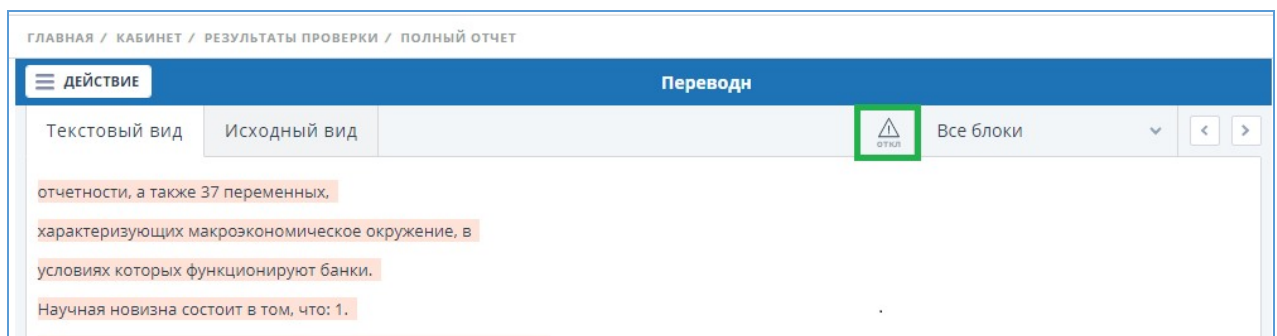 ГЛАВНАЯ / КАБИНЕТ / РЕЗУЛЬТАТЫ ПРОВЕРКИ / ПОЛНЫЙ ОТЧЕТ
ДЕЙСТВИЕ
Переводн
Текстовый вид
Исходный вид
ОТКЛ
Все блоки
отчетности, а также 37 переменных,
характеризующих макроэкономическое окружение, в
условиях которых функционируют банки.
Научная новизна состоит в том, что: 1.